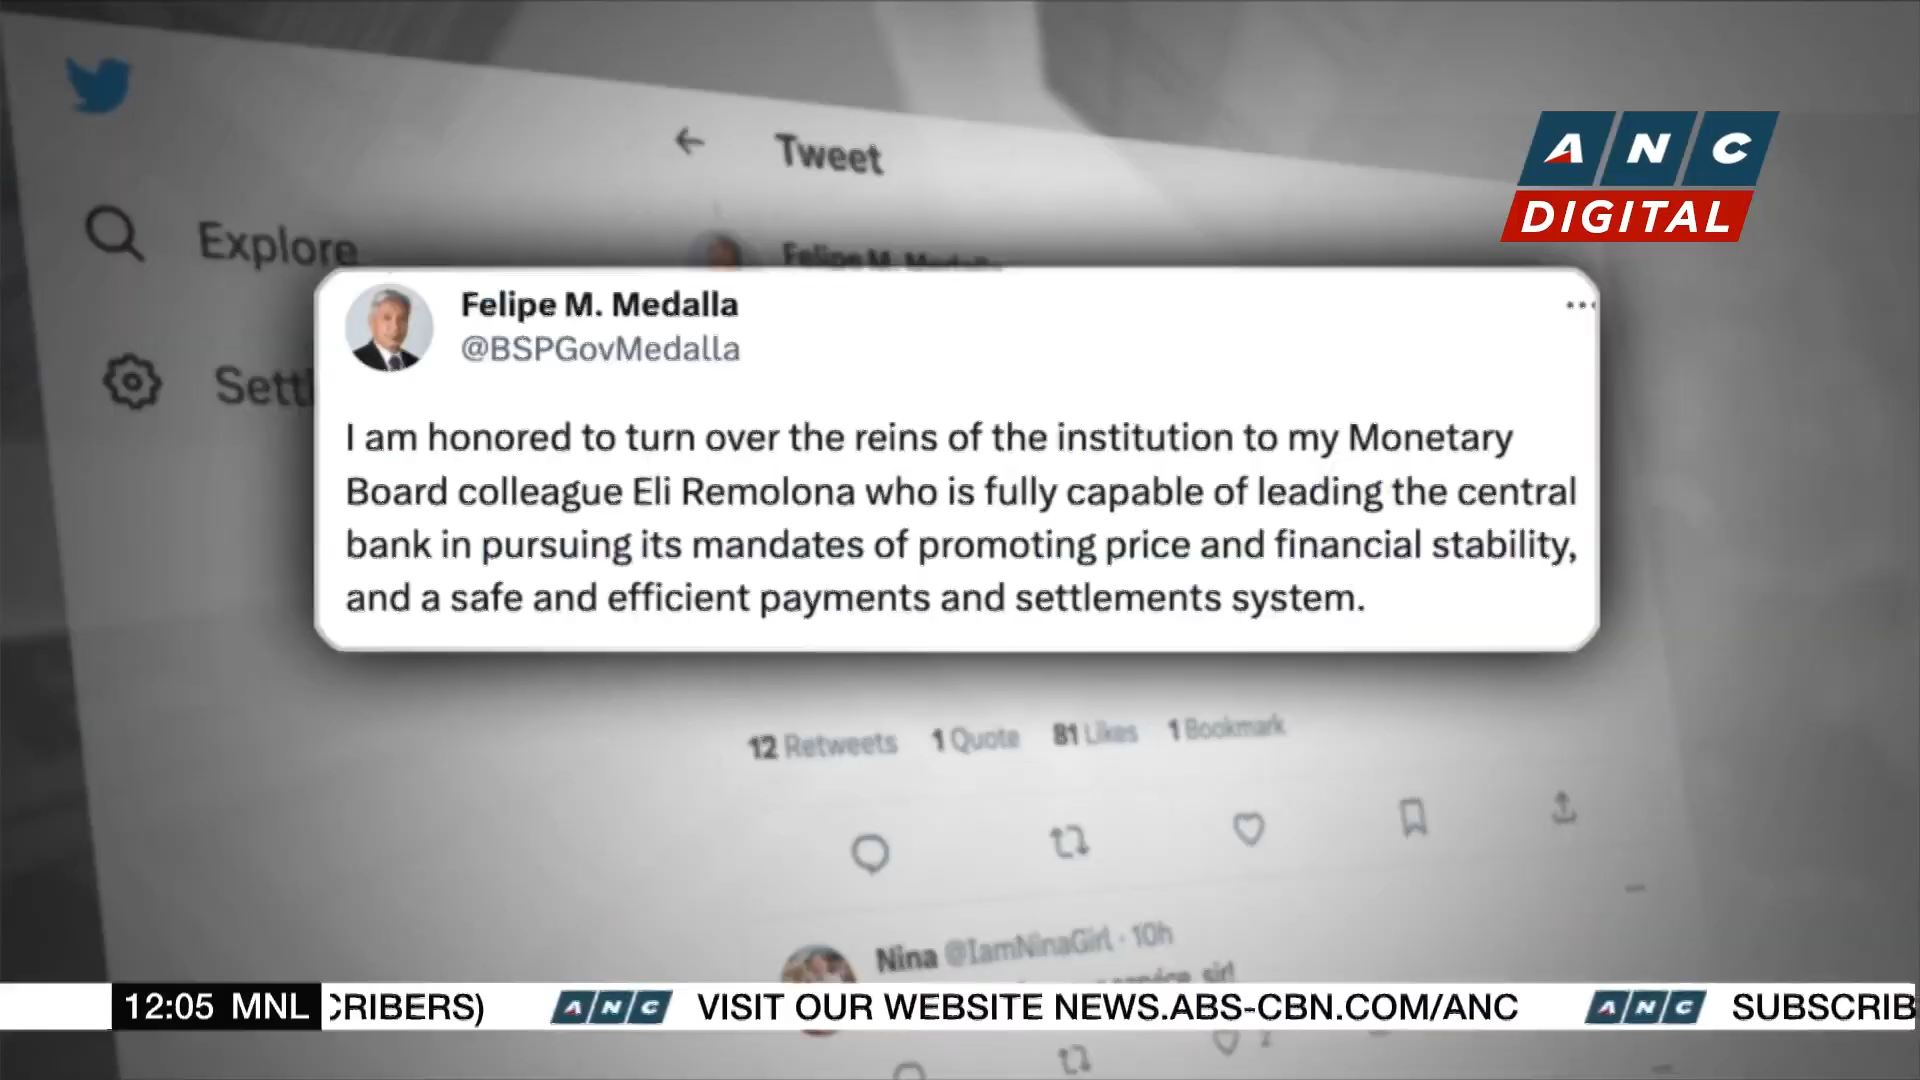 Tweet
ANC
DIGITAL
Explore
Felipe M. Medalla
Felipe M. Medalla
@BSPGovMedalla
I am honored to turn over the reins of the institution to my Monetary
Board colleague Eli Remolona who is fully capable of leading the central
bank in pursuing its mandates of promoting price and financial stability,
and a safe and efficient payments and settlements system.
12 Retweets 1 Quote 81 Likes 1 Bookmark
Nina @IamNinaGirl · 10h
12:05 MNL CRIBERS) ANC VISIT OUR WEBSITE NEWS.ABS-CBN.COM/ANC ANC SUBSCRIB